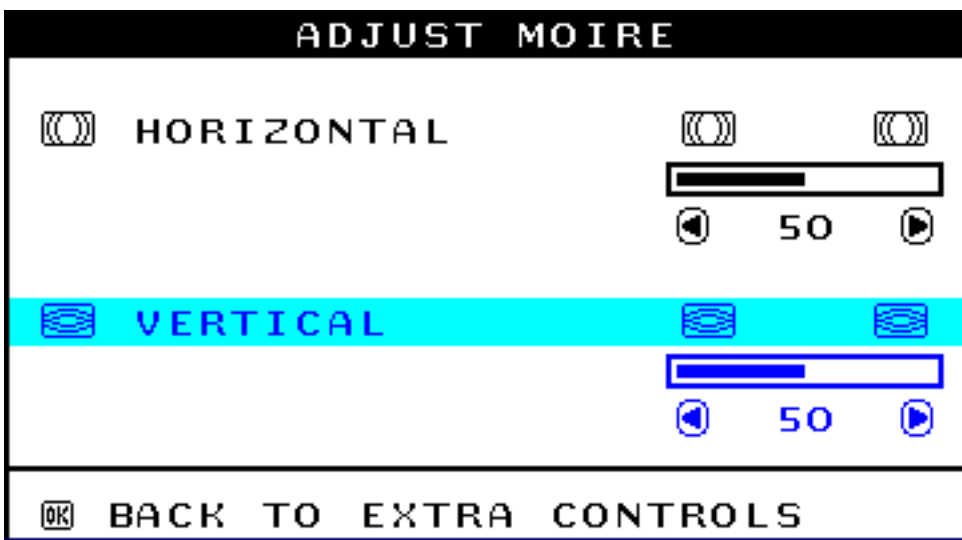 ADJUST MOIRE
HORIZONTAL
50
VERTICAL
50
OK BACK TO EXTRA CONTROLS